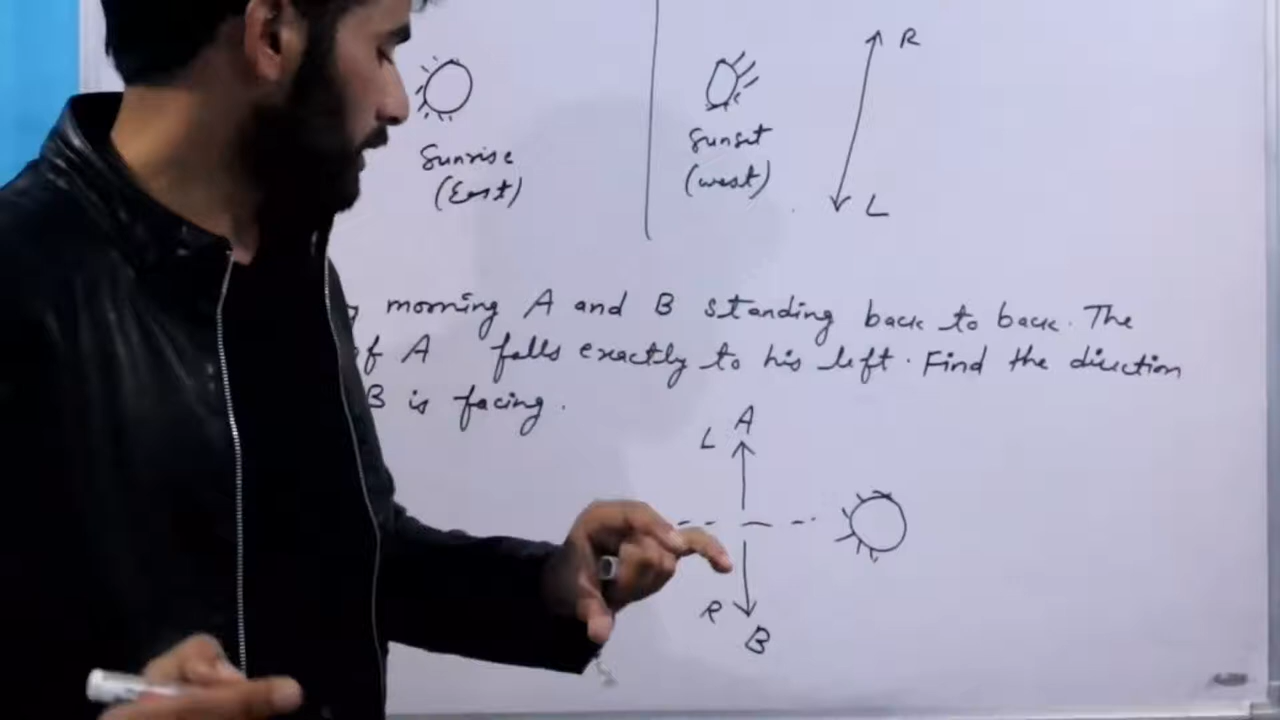 R
Sunrise
Sunset
(East)
(west)
L
morning A and B standing back to back. The
of A falls exactly to his left. Find the direction
B is facing.
A
L
R
B